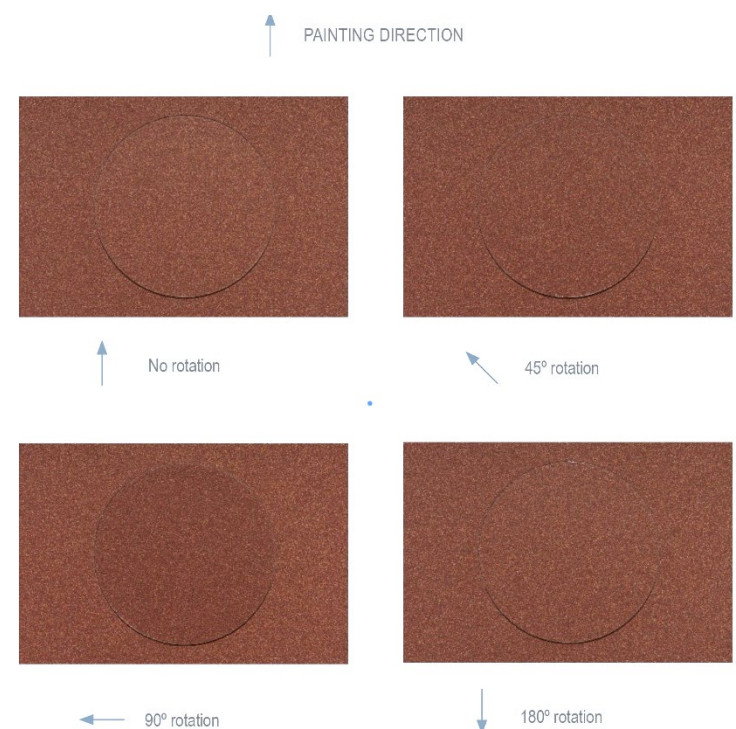 PAINTING DIRECTION
No rotation
45º rotation
90º rotation
180º rotation